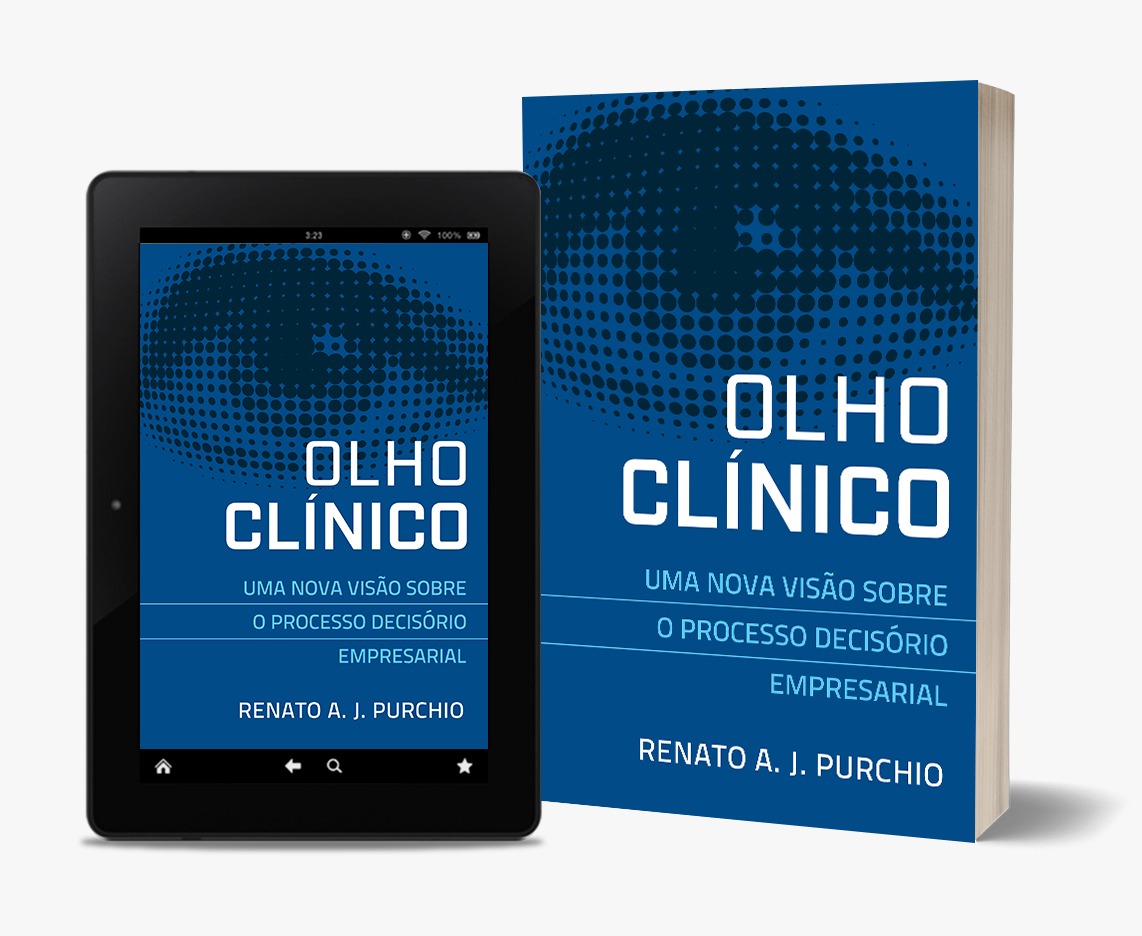 3:23
100%
OLHO
CLÍNICO
UMA NOVA VISÃO SOBRE
O PROCESSO DECISÓRIO
EMPRESARIAL
RENATO A. J. PURCHIO
OLHO
CLÍNICO
UMA NOVA VISÃO SOBRE
O PROCESSO DECISÓRIO
EMPRESARIAL
RENATO A. J. PURCHIO